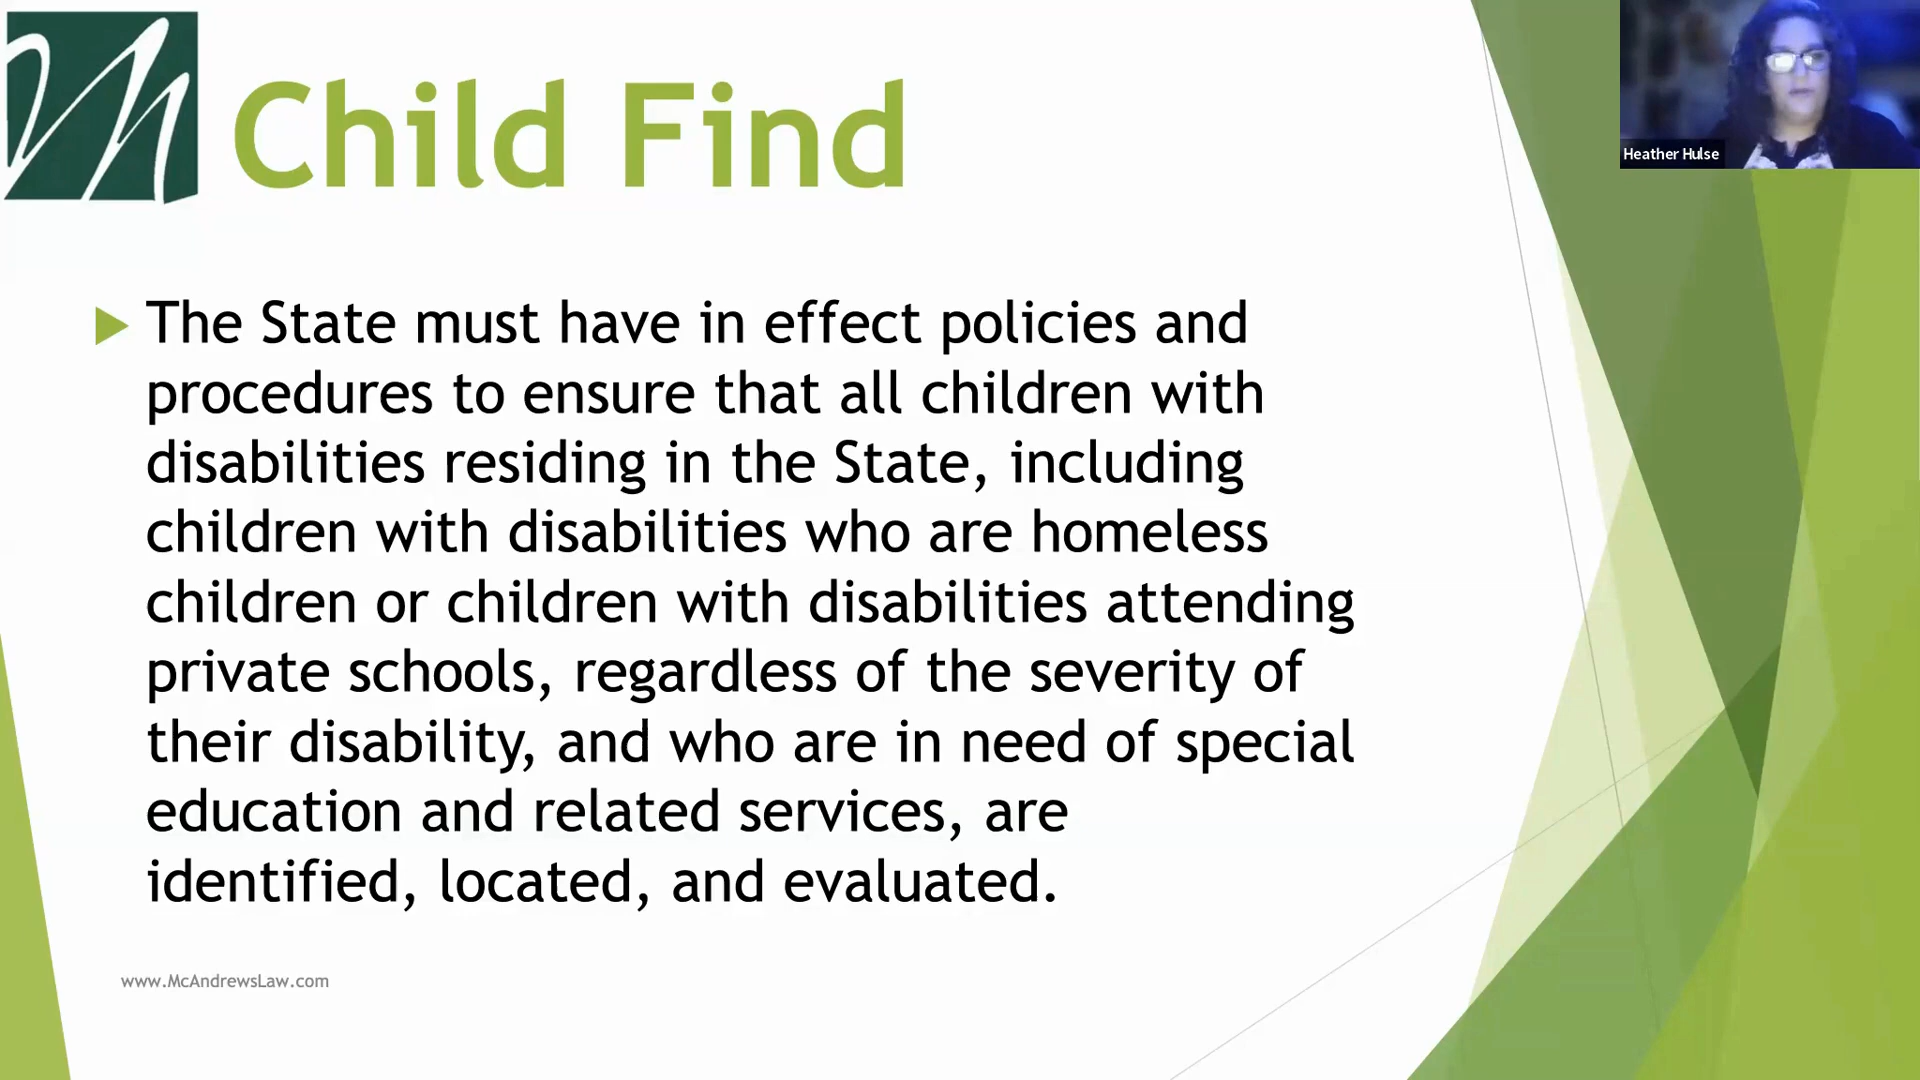 Child Find
Heather Hulse
The State must have in effect policies and
procedures to ensure that all children with
disabilities residing in the State, including
children with disabilities who are homeless
children or children with disabilities attending
private schools, regardless of the severity of
their disability, and who are in need of special
education and related services, are
identified, located, and evaluated.
www.McAndrewsLaw.com